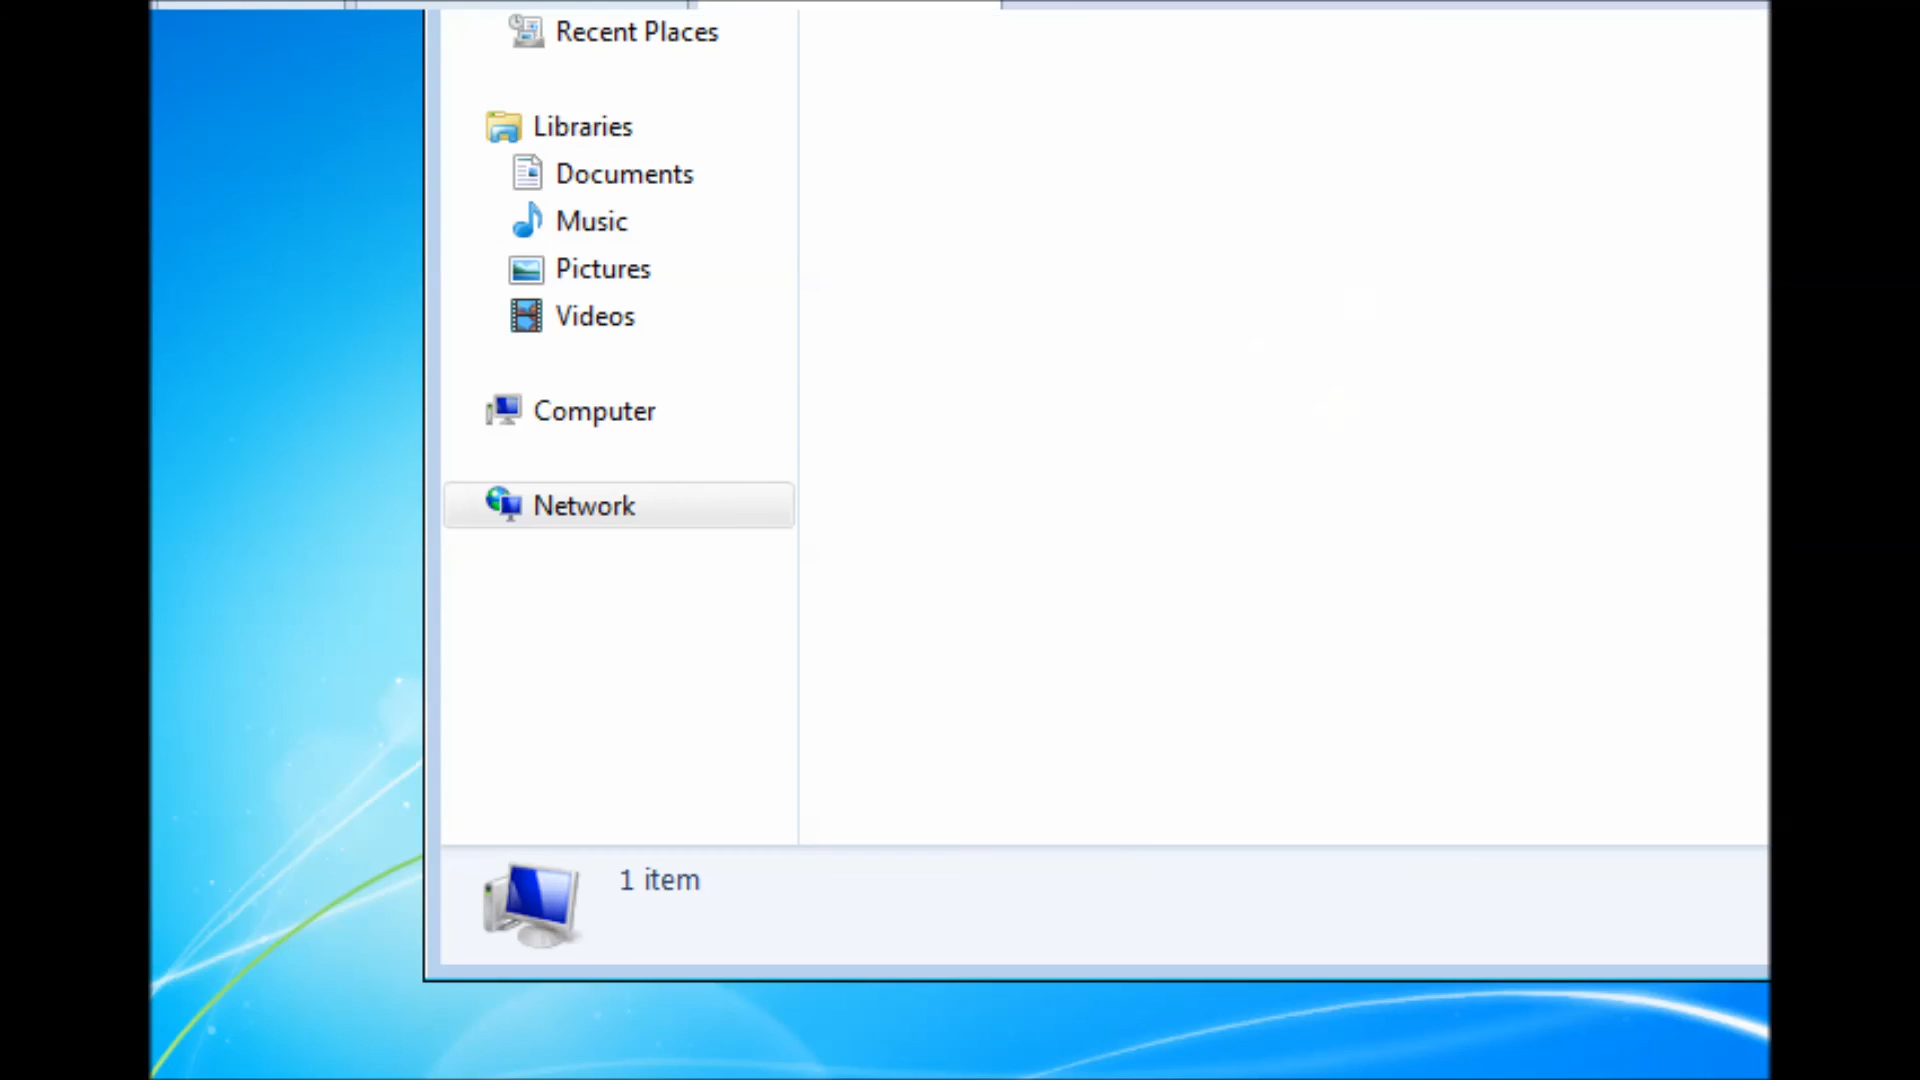 Recent Places
Libraries
Documents
Music
Pictures
Videos
Computer
Network
1 item